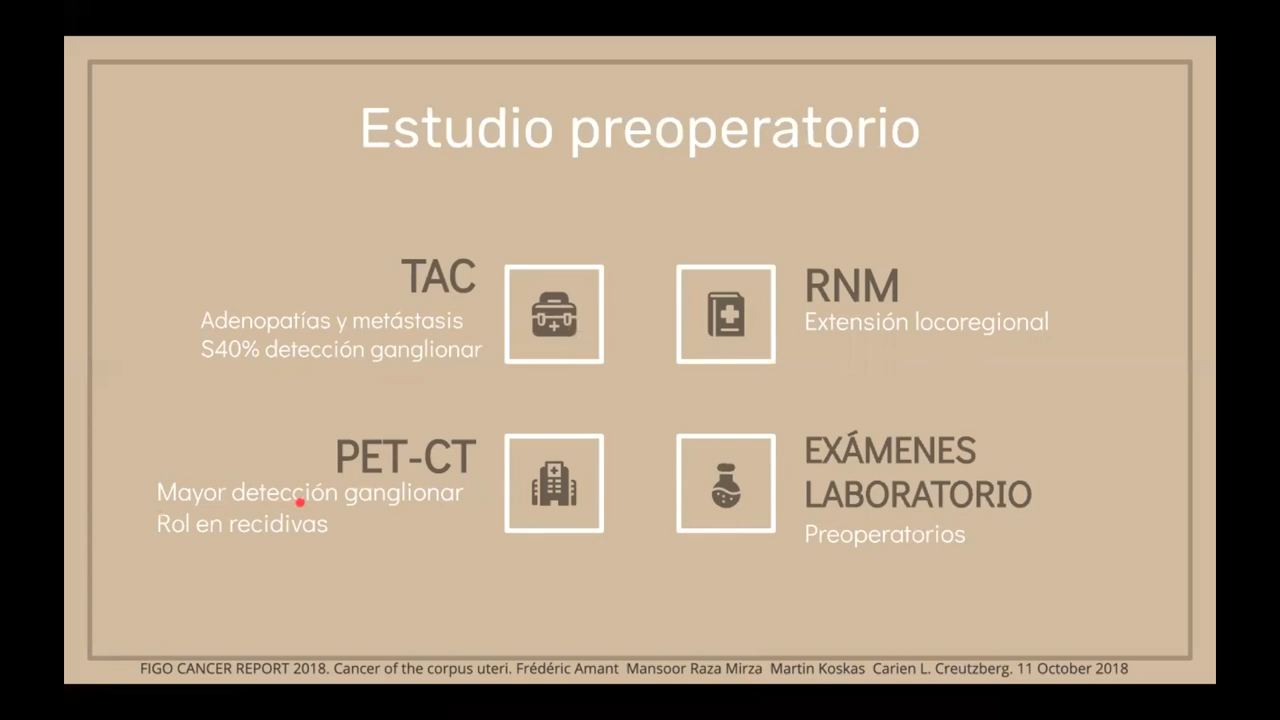 Estudio preoperatorio
TAC
Adenopatías y metástasis
S40% detección ganglionar
RNM
Extensión locoregional
PET-CT
Mayor detección ganglionar
Rol en recidivas
EXÁMENES
LABORATORIO
Preoperatorios
FIGO CANCER REPORT 2018. Cancer of the corpus uteri. Frédéric Amant  Mansoor Raza Mirza  Martin Koskas  Carien L. Creutzberg. 11 October 2018